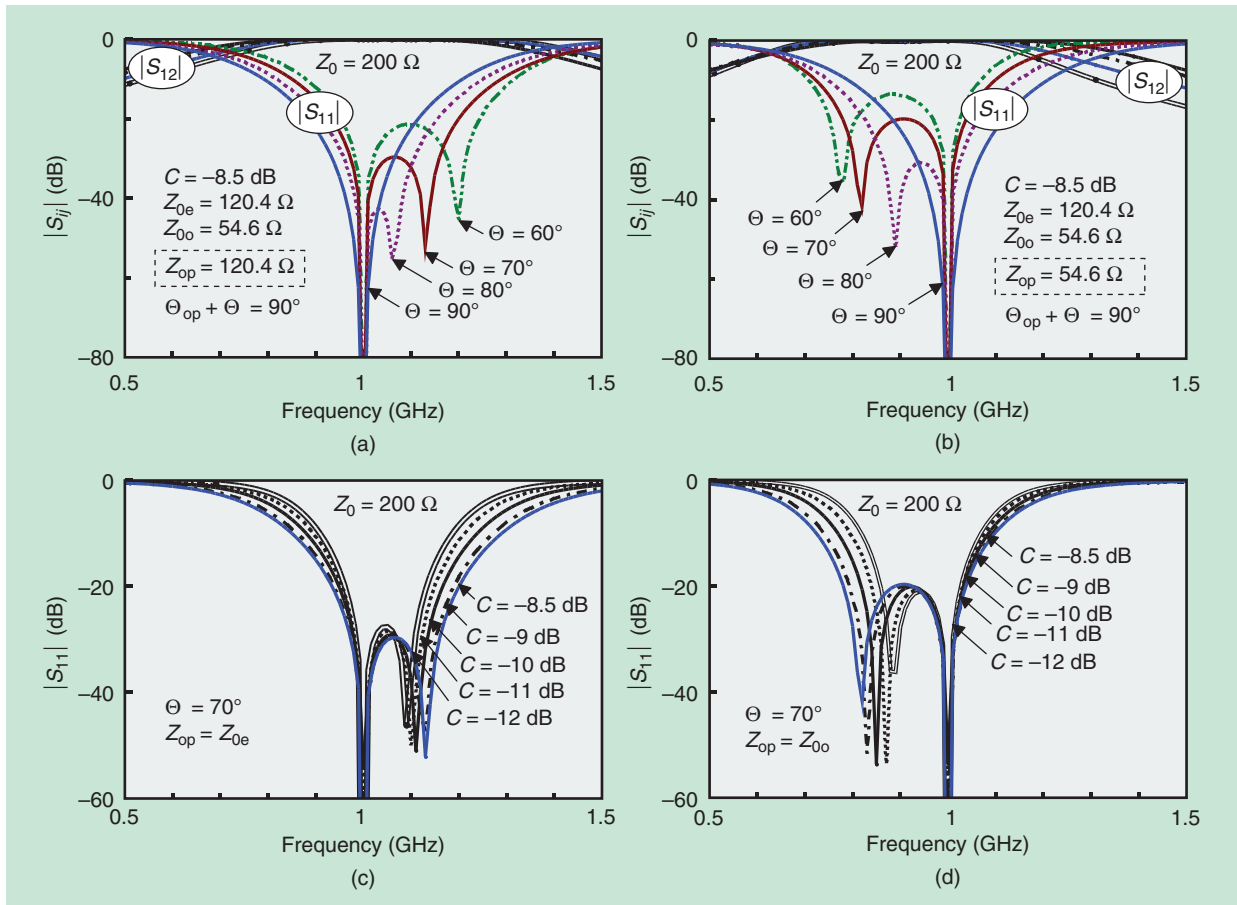 0
Z0 = 200 Ω
|S12|
|S11|
−40
−80
|Sij| (dB)
C = −8.5 dB
Z0e = 120.4 Ω
Z0o = 54.6 Ω
Zop = 120.4 Ω
Θop + Θ = 90°
Θ = 60°
Θ = 70°
Θ = 80°
Θ = 90°
0.5
1
1.5
Frequency (GHz)
(a)
0
Z0 = 200 Ω
|S12|
|S11|
−40
−80
|Sij| (dB)
Θ = 60°
Θ = 70°
Θ = 80°
Θ = 90°
C = −8.5 dB
Z0e = 120.4 Ω
Z0o = 54.6 Ω
Zop = 54.6 Ω
Θop + Θ = 90°
0.5
1
1.5
Frequency (GHz)
(b)
0
Z0 = 200 Ω
−20
−40
−60
|S11| (dB)
C = −8.5 dB
C = −9 dB
C = −10 dB
C = −11 dB
C = −12 dB
Θ = 70°
Zop = Z0e
0.5
1
1.5
Frequency (GHz)
(c)
0
Z0 = 200 Ω
−20
−40
−60
|S11| (dB)
C = −8.5 dB
C = −9 dB
C = −10 dB
C = −11 dB
C = −12 dB
Θ = 70°
Zop = Z0o
0.5
1
1.5
Frequency (GHz)
(d)